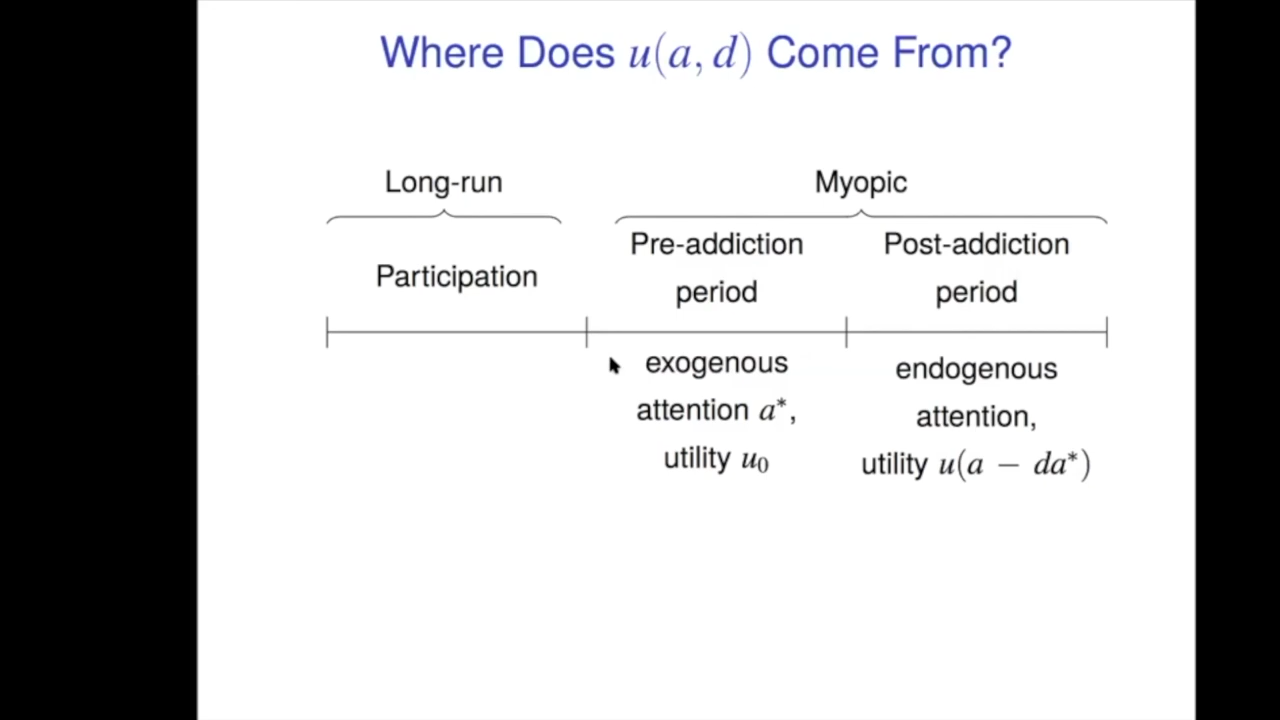 Where Does u(a, d) Come From?
Long-run
Myopic
Participation
Pre-addiction
period
Post-addiction
period
exogenous
attention a*,
utility u₀
endogenous
attention,
utility u(a − da*)